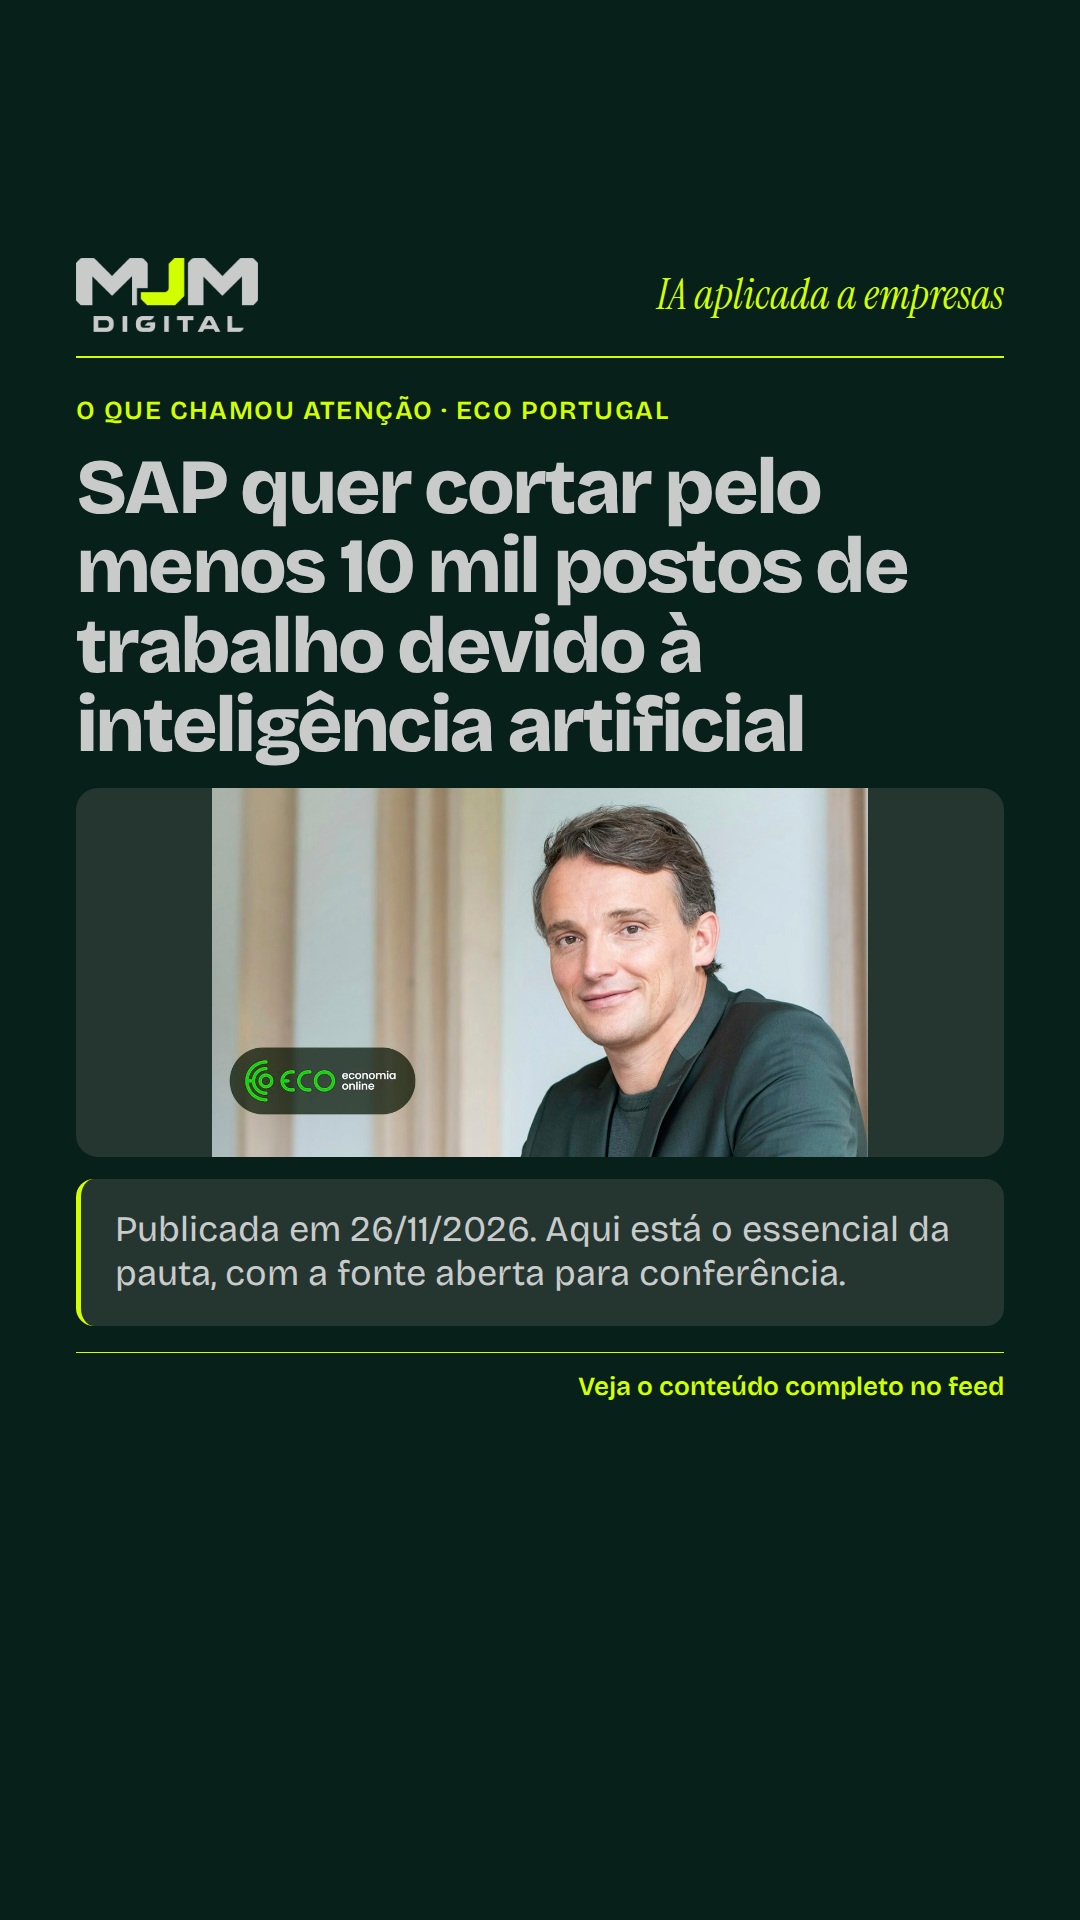 MJM
DIGITAL
IA aplicada a empresas
O QUE CHAMOU ATENÇÃO · ECO PORTUGAL
SAP quer cortar pelo
menos 10 mil postos de
trabalho devido à
inteligência artificial
ECO economia
online
Publicada em 26/11/2026. Aqui está o essencial da
pauta, com a fonte aberta para conferência.
Veja o conteúdo completo no feed